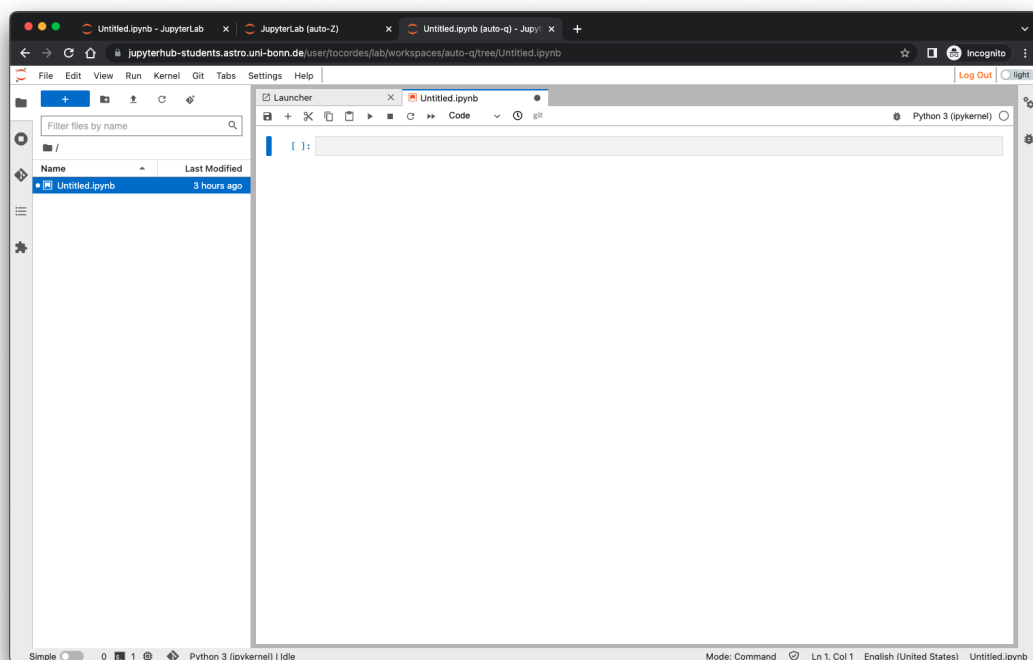 Untitled.ipynb - JupyterLab
JupyterLab (auto-Z)
Untitled.ipynb (auto-q) - Jupyt
jupyterhub-students.astro.uni-bonn.de/user/tocordes/lab/workspaces/auto-q/tree/Untitled.ipynb
Incognito
File Edit View Run Kernel Git Tabs Settings Help
Log Out
light
Launcher
Untitled.ipynb
Code
git
Python 3 (ipykernel)
Filter files by name
/
Name Last Modified
Untitled.ipynb 3 hours ago
[ ]:
Simple 0 1 Python 3 (ipykernel) | Idle
Mode: Command Ln 1, Col 1 English (United States) Untitled.ipynb